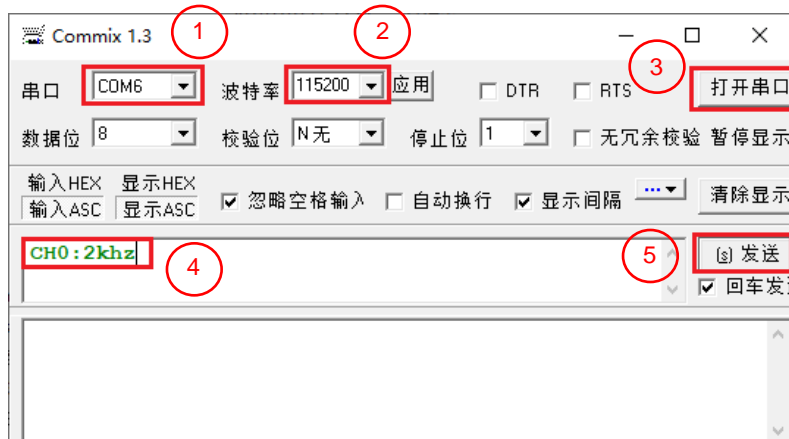 Commix 1.3 1 2
3
串口 COM6 波特率 115200 应用 DTR RTS 打开串口
数据位 8 校验位 N无 停止位 1 无冗余校验 暂停显示
输入HEX 显示HEX
输入ASC 显示ASC 忽略空格输入 自动换行 显示间隔 ... 清除显示
CH0:2khz 4 5 (s) 发送
回车发送